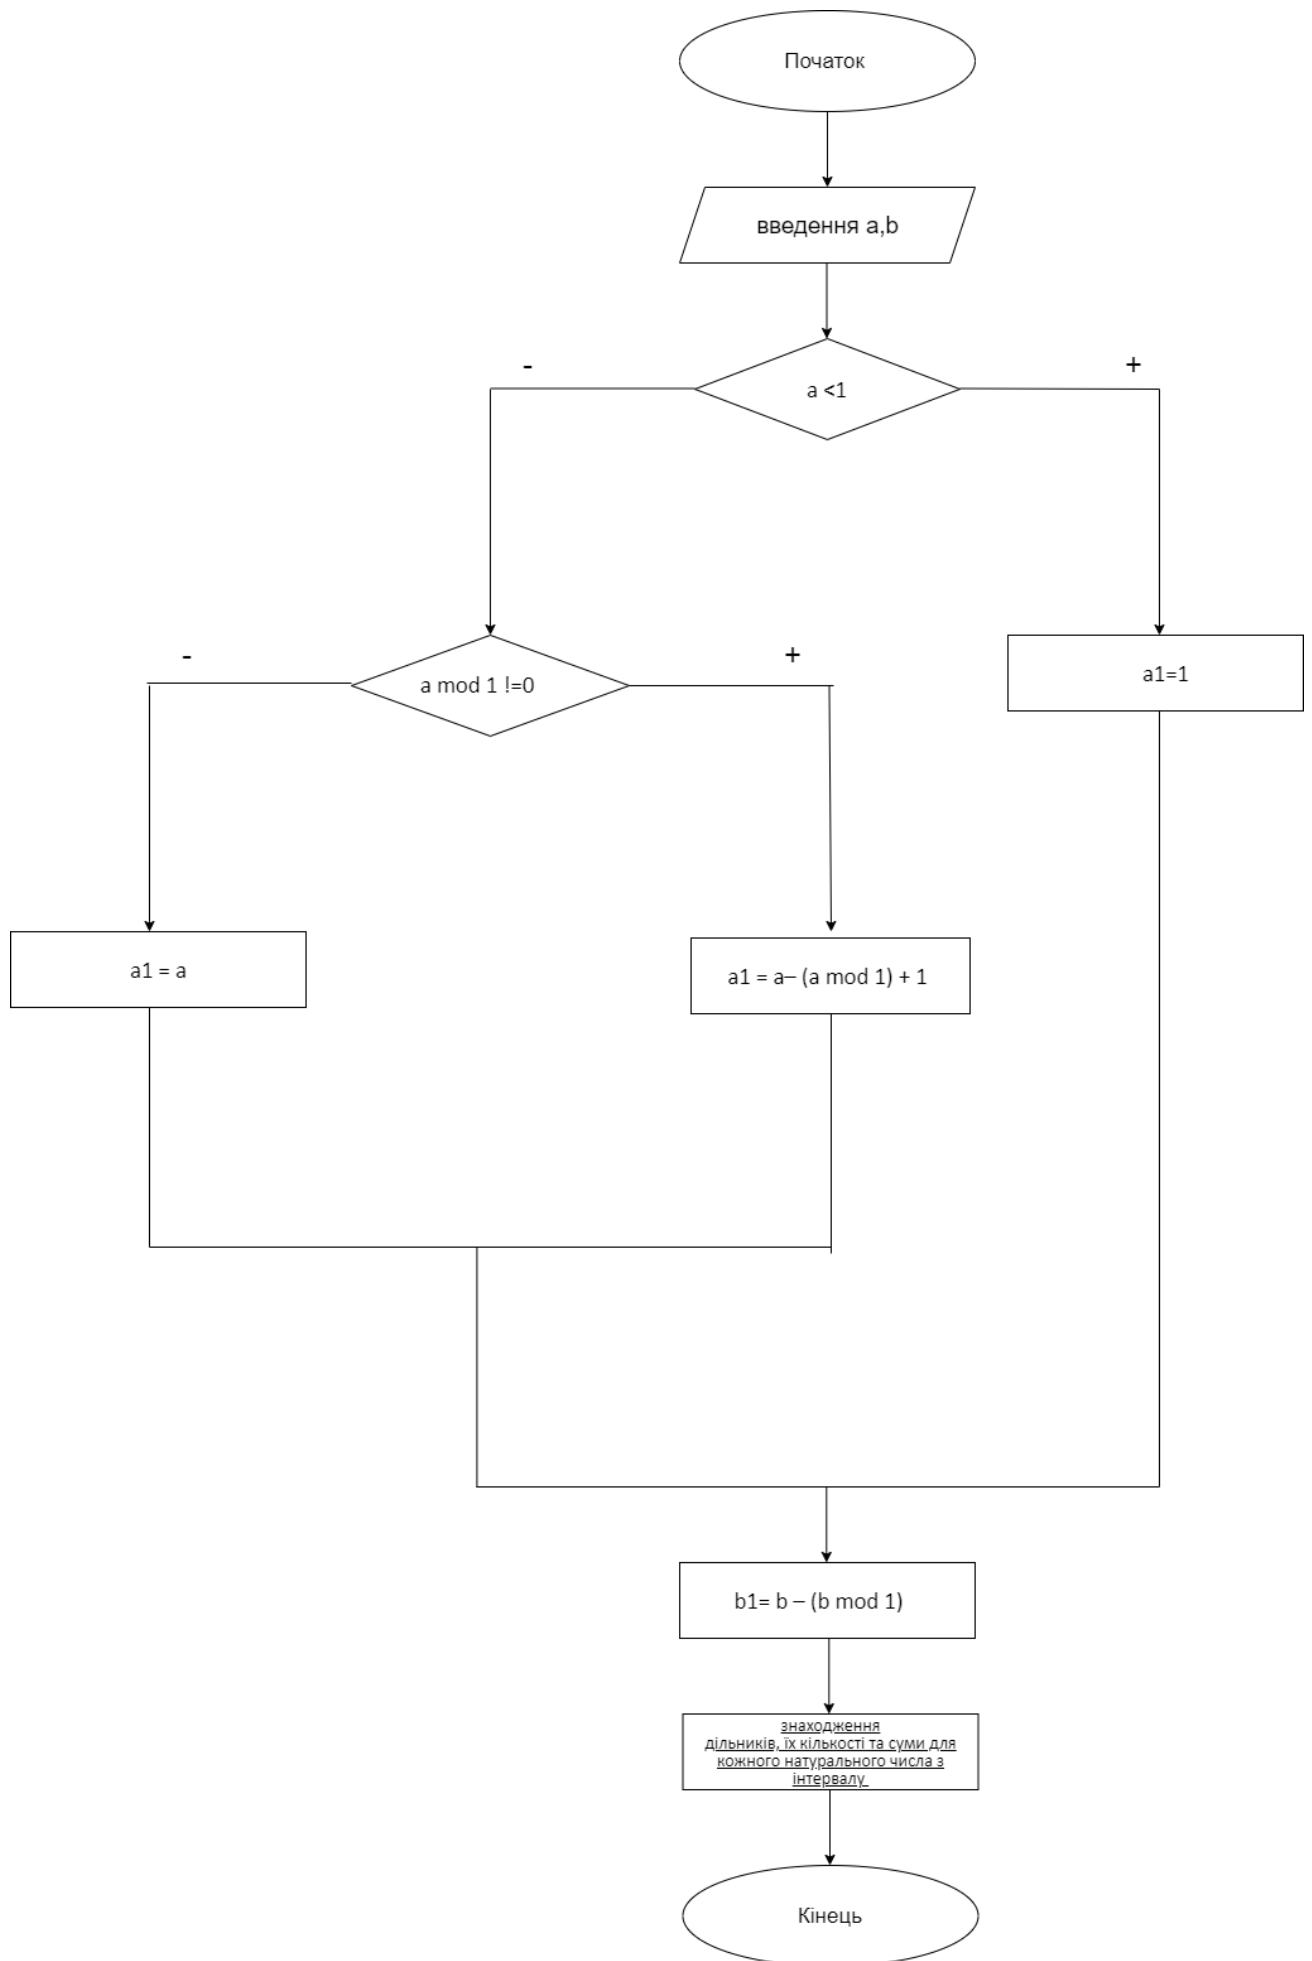 Початок
введення a,b
-
+
a <1
-
+
a mod 1 !=0
a1=1
a1 = a
a1 = a– (a mod 1) + 1
b1= b – (b mod 1)
знаходження
дільників, їх кількості та суми для
кожного натурального числа з
інтервалу
Кінець